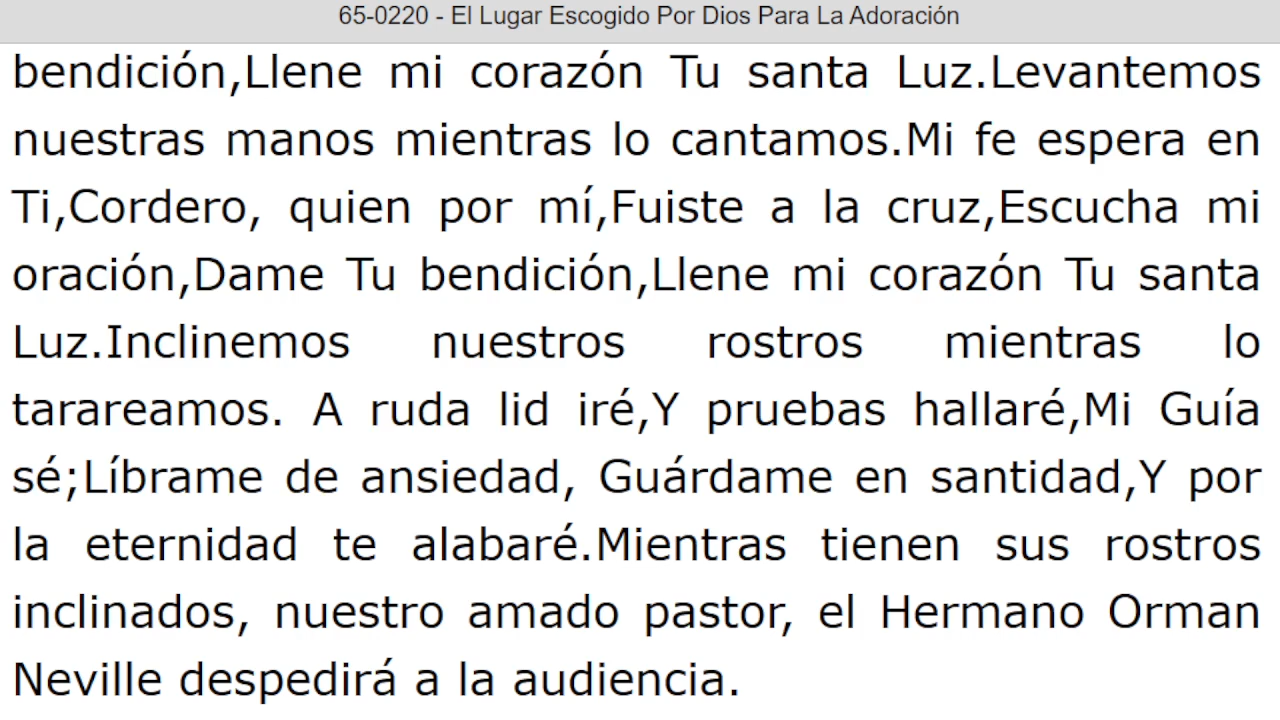 65-0220 - El Lugar Escogido Por Dios Para La Adoración
bendición,Llene mi corazón Tu santa Luz.Levantemos
nuestras manos mientras lo cantamos.Mi fe espera en
Ti,Cordero, quien por mí,Fuiste a la cruz,Escucha mi
oración,Dame Tu bendición,Llene mi corazón Tu santa
Luz.Inclinemos nuestros rostros mientras lo
tarareamos. A ruda lid iré,Y pruebas hallaré,Mi Guía
sé;Líbrame de ansiedad, Guárdame en santidad,Y por
la eternidad te alabaré.Mientras tienen sus rostros
inclinados, nuestro amado pastor, el Hermano Orman
Neville despedirá a la audiencia.